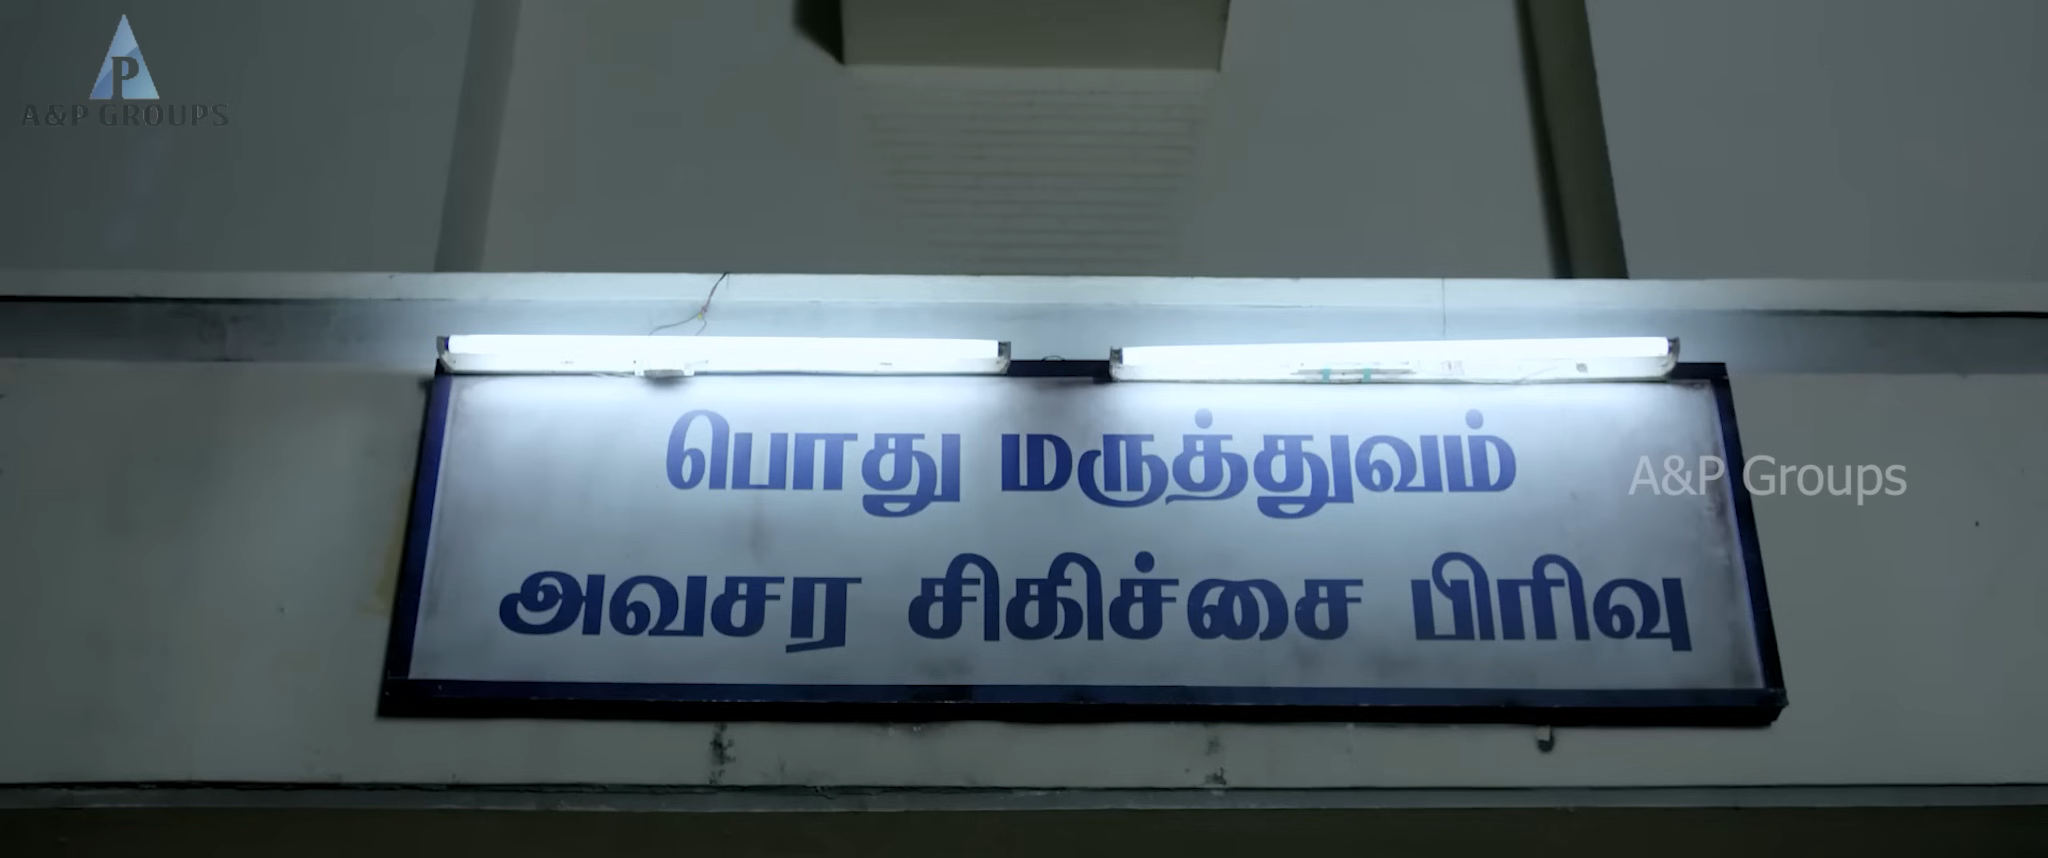 P
A&P GROUPS
பொது மருத்துவம்
A&P Groups
அவசர சிகிச்சை பிரிவு